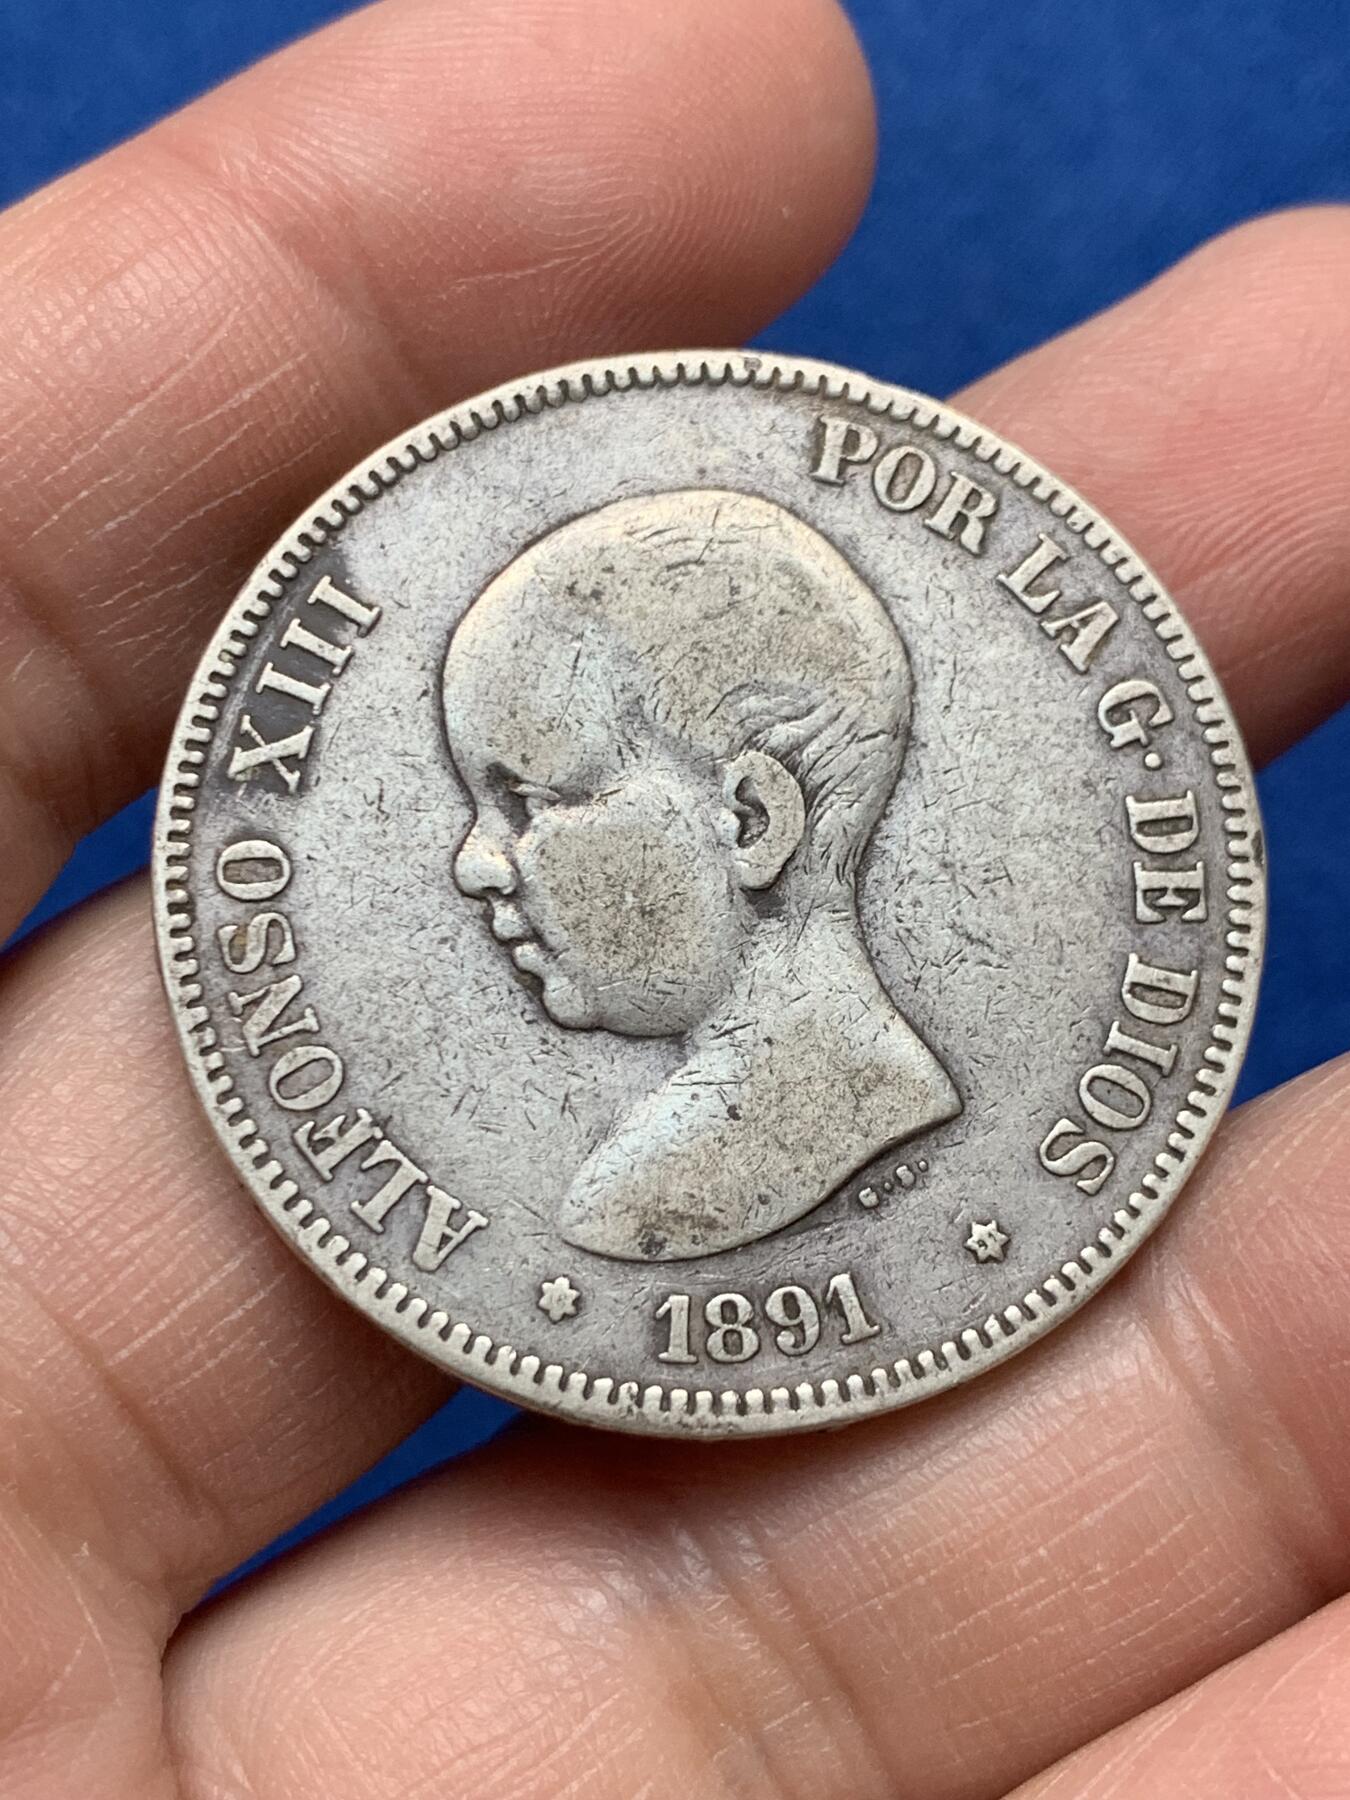 ALFONSO XIII POR LA G. DE DIOS
1891
G.S.